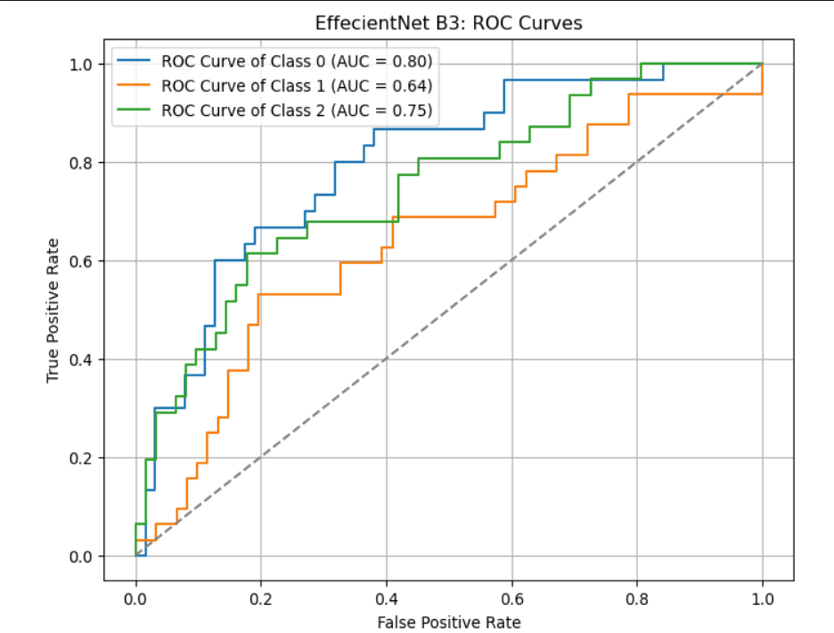 EffecientNet B3: ROC Curves
ROC Curve of Class 0 (AUC = 0.80)
ROC Curve of Class 1 (AUC = 0.64)
ROC Curve of Class 2 (AUC = 0.75)
True Positive Rate
1.0
0.8
0.6
0.4
0.2
0.0
0.0 0.2 0.4 0.6 0.8 1.0
False Positive Rate